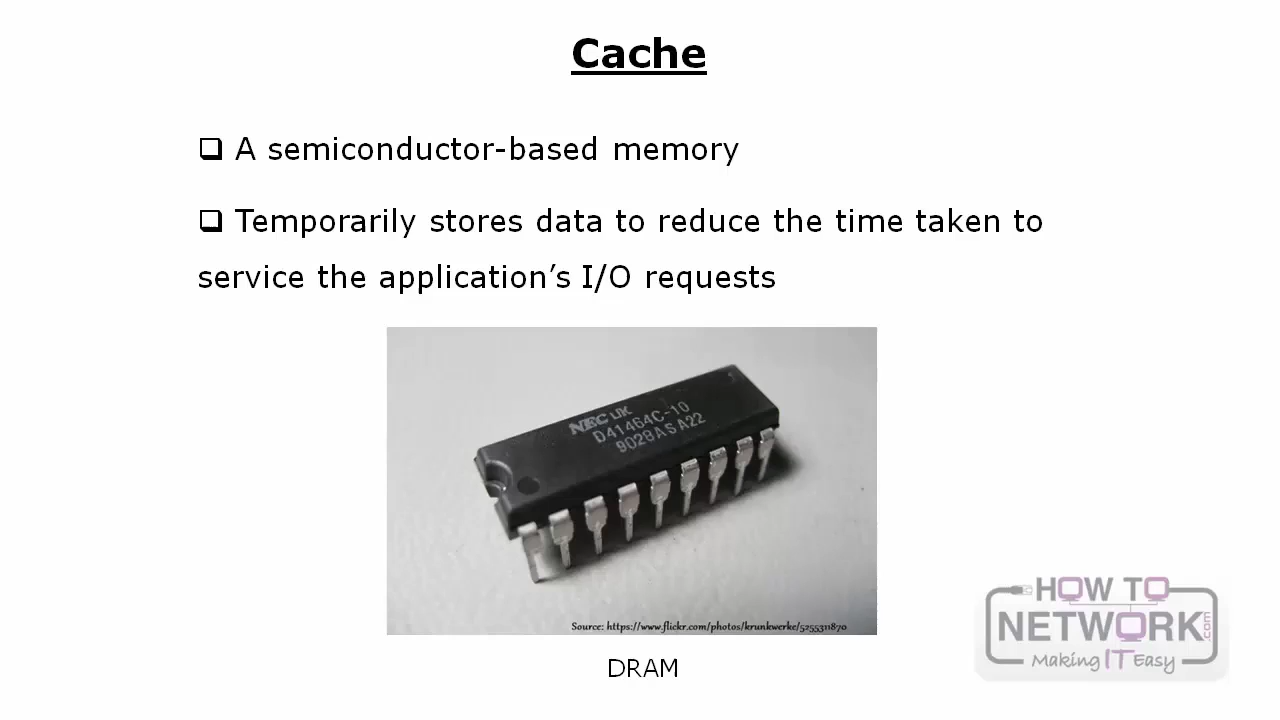 Cache
❑ A semiconductor-based memory
❑ Temporarily stores data to reduce the time taken to
service the application’s I/O requests
NEC UK
D41464C-10
9029ASA22
Source: https://www.flickr.com/photos/krunkwerke/5255311870
DRAM
HOW TO
NETWORK.com
Making IT Easy